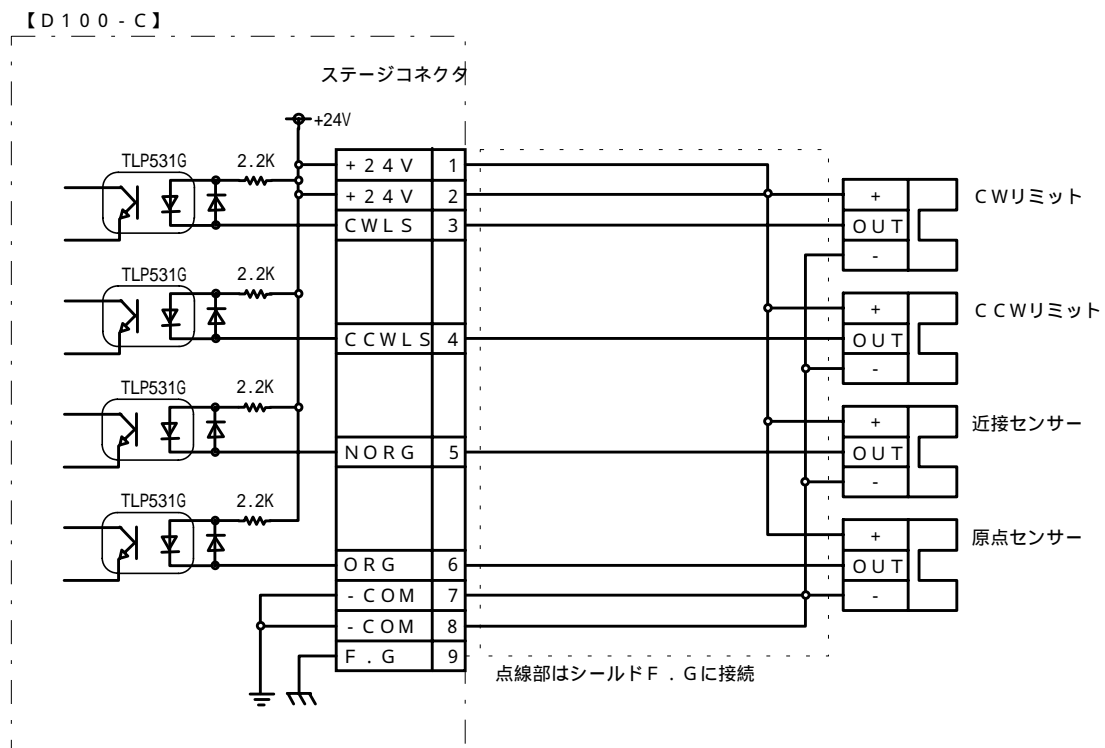 【Ｄ１００-Ｃ】
ステージコネクタ
+24V
TLP531G 2.2K
+２４Ｖ 1
+２４Ｖ 2
CWLS 3
TLP531G 2.2K
CCWLS 4
TLP531G 2.2K
NORG 5
TLP531G 2.2K
ORG 6
-COM 7
-COM 8
F.G 9
+
OUT
-
ＣＷリミット
+
OUT
-
ＣＣＷリミット
+
OUT
-
近接センサー
+
OUT
-
原点センサー
点線部はシールドＦ．Ｇに接続